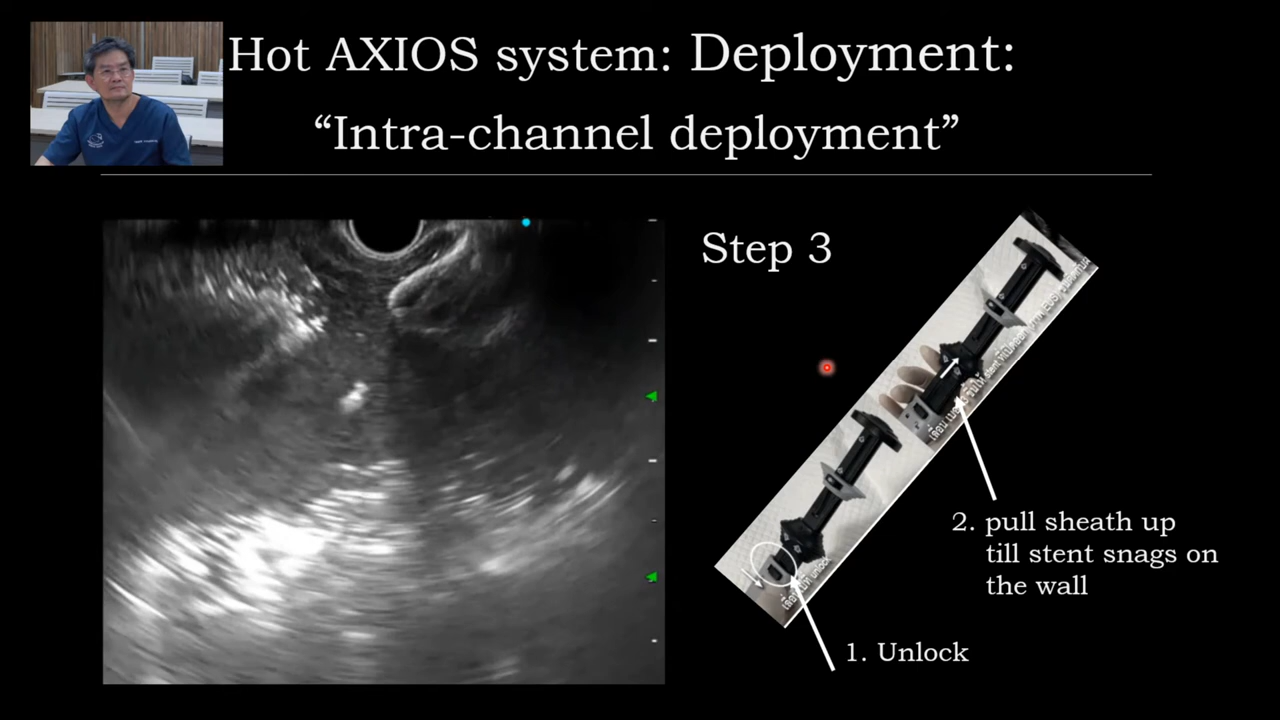 Hot AXIOS system: Deployment:
“Intra-channel deployment”
Step 3
2. pull sheath up
till stent snags on
the wall
1. Unlock